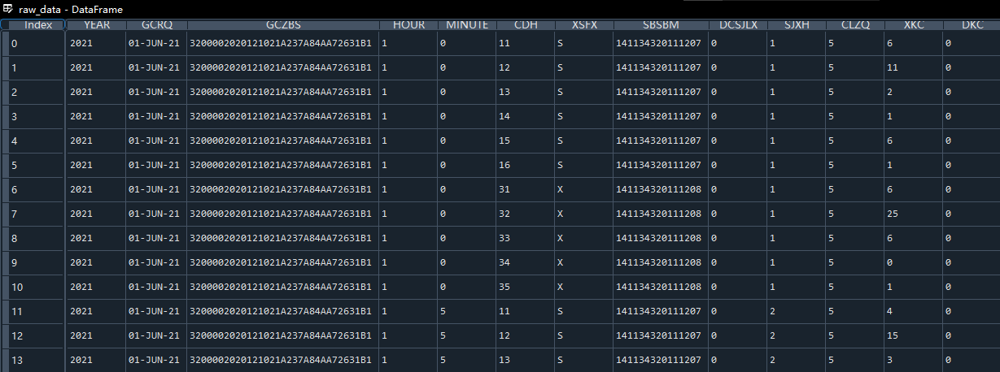 raw_data - DataFrame
Index YEAR GCRQ GCZBS HOUR MINUTE CDH XSFX SBSBM DCSJLX SJXH CLZQ XKC DKC
0 2021 01-JUN-21 3200002020121021A237A84AA72631B1 1 0 11 S 141134320111207 0 1 5 6 0
1 2021 01-JUN-21 3200002020121021A237A84AA72631B1 1 0 12 S 141134320111207 0 1 5 11 0
2 2021 01-JUN-21 3200002020121021A237A84AA72631B1 1 0 13 S 141134320111207 0 1 5 2 0
3 2021 01-JUN-21 3200002020121021A237A84AA72631B1 1 0 14 S 141134320111207 0 1 5 1 0
4 2021 01-JUN-21 3200002020121021A237A84AA72631B1 1 0 15 S 141134320111207 0 1 5 6 0
5 2021 01-JUN-21 3200002020121021A237A84AA72631B1 1 0 16 S 141134320111207 0 1 5 1 0
6 2021 01-JUN-21 3200002020121021A237A84AA72631B1 1 0 31 X 141134320111208 0 1 5 6 0
7 2021 01-JUN-21 3200002020121021A237A84AA72631B1 1 0 32 X 141134320111208 0 1 5 25 0
8 2021 01-JUN-21 3200002020121021A237A84AA72631B1 1 0 33 X 141134320111208 0 1 5 6 0
9 2021 01-JUN-21 3200002020121021A237A84AA72631B1 1 0 34 X 141134320111208 0 1 5 0 0
10 2021 01-JUN-21 3200002020121021A237A84AA72631B1 1 0 35 X 141134320111208 0 1 5 1 0
11 2021 01-JUN-21 3200002020121021A237A84AA72631B1 1 5 11 S 141134320111207 0 2 5 4 0
12 2021 01-JUN-21 3200002020121021A237A84AA72631B1 1 5 12 S 141134320111207 0 2 5 15 0
13 2021 01-JUN-21 3200002020121021A237A84AA72631B1 1 5 13 S 141134320111207 0 2 5 3 0